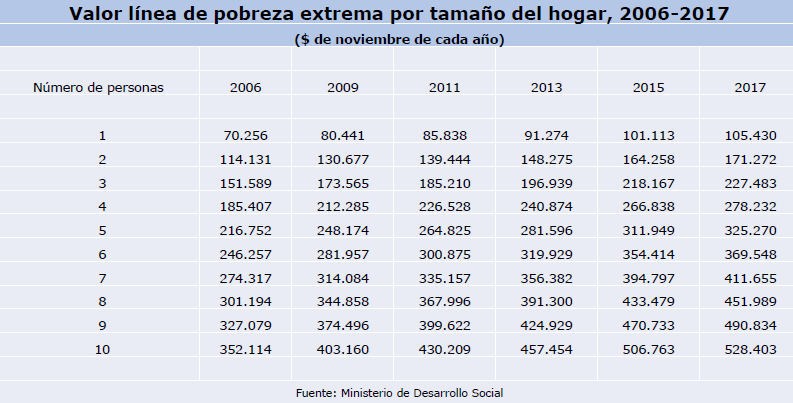 Valor línea de pobreza extrema por tamaño del hogar, 2006-2017
($ de noviembre de cada año)
Número de personas 2006 2009 2011 2013 2015 2017
1 70.256 80.441 85.838 91.274 101.113 105.430
2 114.131 130.677 139.444 148.275 164.258 171.272
3 151.589 173.565 185.210 196.939 218.167 227.483
4 185.407 212.285 226.528 240.874 266.838 278.232
5 216.752 248.174 264.825 281.596 311.949 325.270
6 246.257 281.957 300.875 319.929 354.414 369.548
7 274.317 314.084 335.157 356.382 394.797 411.655
8 301.194 344.858 367.996 391.300 433.479 451.989
9 327.079 374.496 399.622 424.929 470.733 490.834
10 352.114 403.160 430.209 457.454 506.763 528.403
Fuente: Ministerio de Desarrollo Social